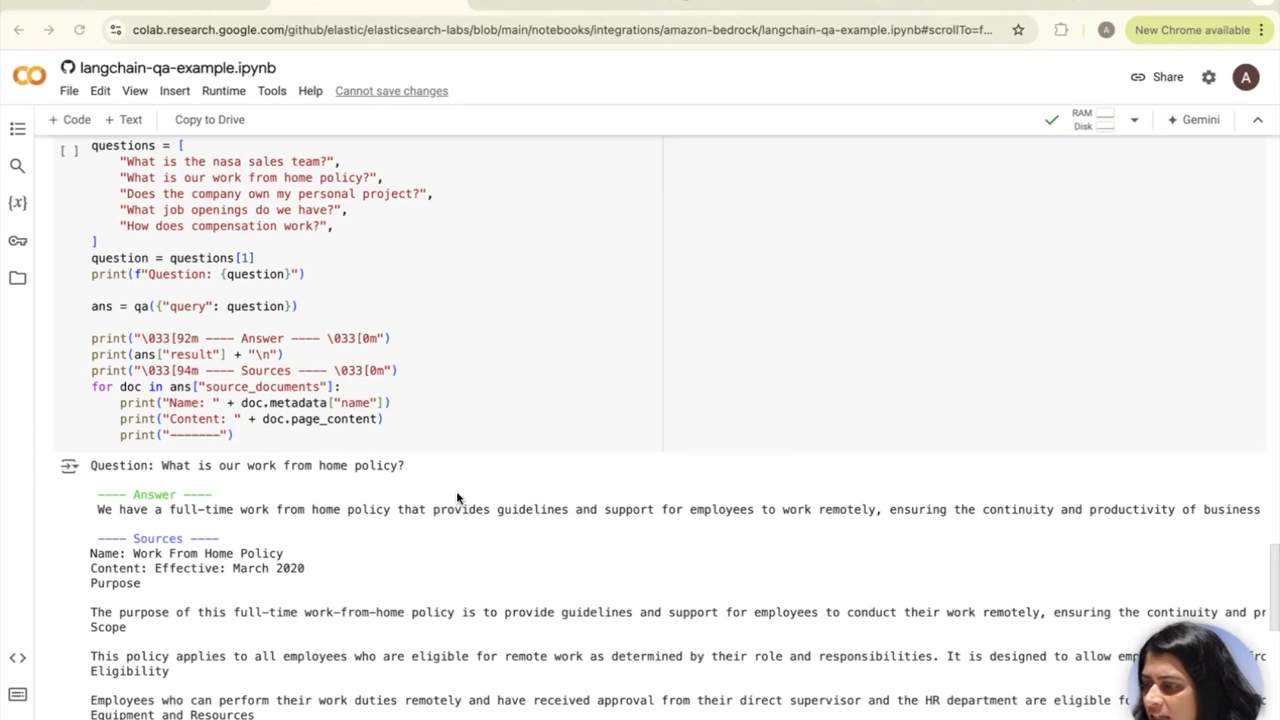 colab.research.google.com/github/elastic/elasticsearch-labs/blob/main/notebooks/integrations/amazon-bedrock/langchain-qa-example.ipynb#scrollTo=f...
A
New Chrome available
langchain-qa-example.ipynb
Share
A
File Edit View Insert Runtime Tools Help Cannot save changes
+ Code + Text Copy to Drive
RAM
Disk
Gemini
[ ]
questions = [
"What is the nasa sales team?",
"What is our work from home policy?",
"Does the company own my personal project?",
"What job openings do we have?",
"How does compensation work?",
]
question = questions[1]
print(f"Question: {question}")
ans = qa({"query": question})
print("\033[92m ---- Answer ---- \033[0m")
print(ans["result"] + "\n")
print("\033[94m ---- Sources ---- \033[0m")
for doc in ans["source_documents"]:
print("Name: " + doc.metadata["name"])
print("Content: " + doc.page_content)
print("-------")
Question: What is our work from home policy?
---- Answer ----
We have a full-time work from home policy that provides guidelines and support for employees to work remotely, ensuring the continuity and productivity of business
---- Sources ----
Name: Work From Home Policy
Content: Effective: March 2020
Purpose
The purpose of this full-time work-from-home policy is to provide guidelines and support for employees to conduct their work remotely, ensuring the continuity and pr
Scope
This policy applies to all employees who are eligible for remote work as determined by their role and responsibilities. It is designed to allow
Eligibility
Employees who can perform their work duties remotely and have received approval from their direct supervisor and the HR department are eligible
Equipment and Resources